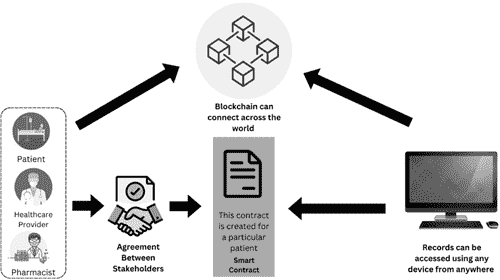 Blockchain can
connect across the
world
Patient
Healthcare
Provider
Pharmacist
Agreement
Between
Stakeholders
This contract
is created for a
particular
patient
Smart
Contract
Records can be
accessed using any
device from anywhere